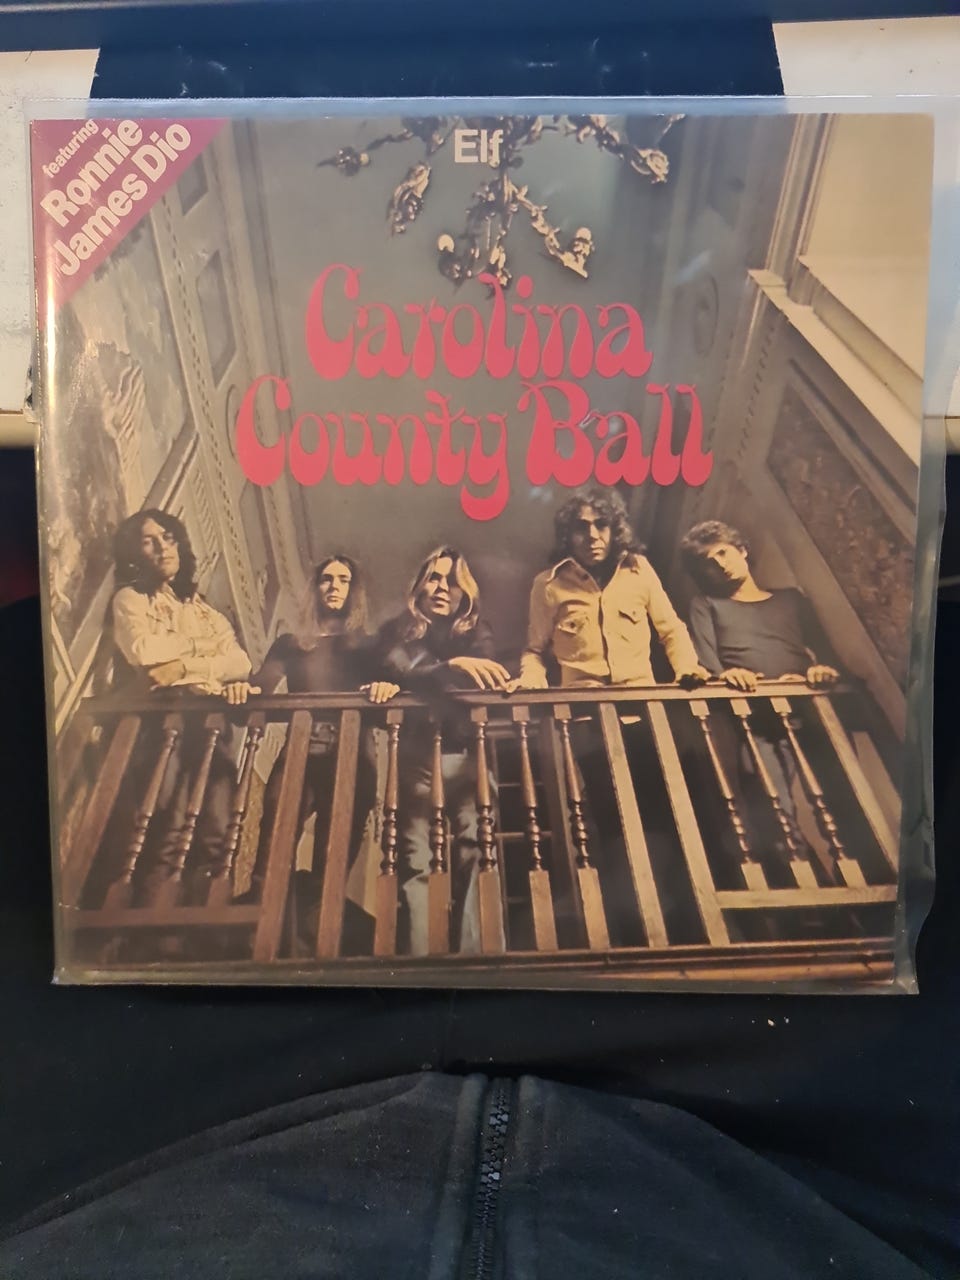 featuring
Ronnie
James Dio
Elf
Carolina
County Ball